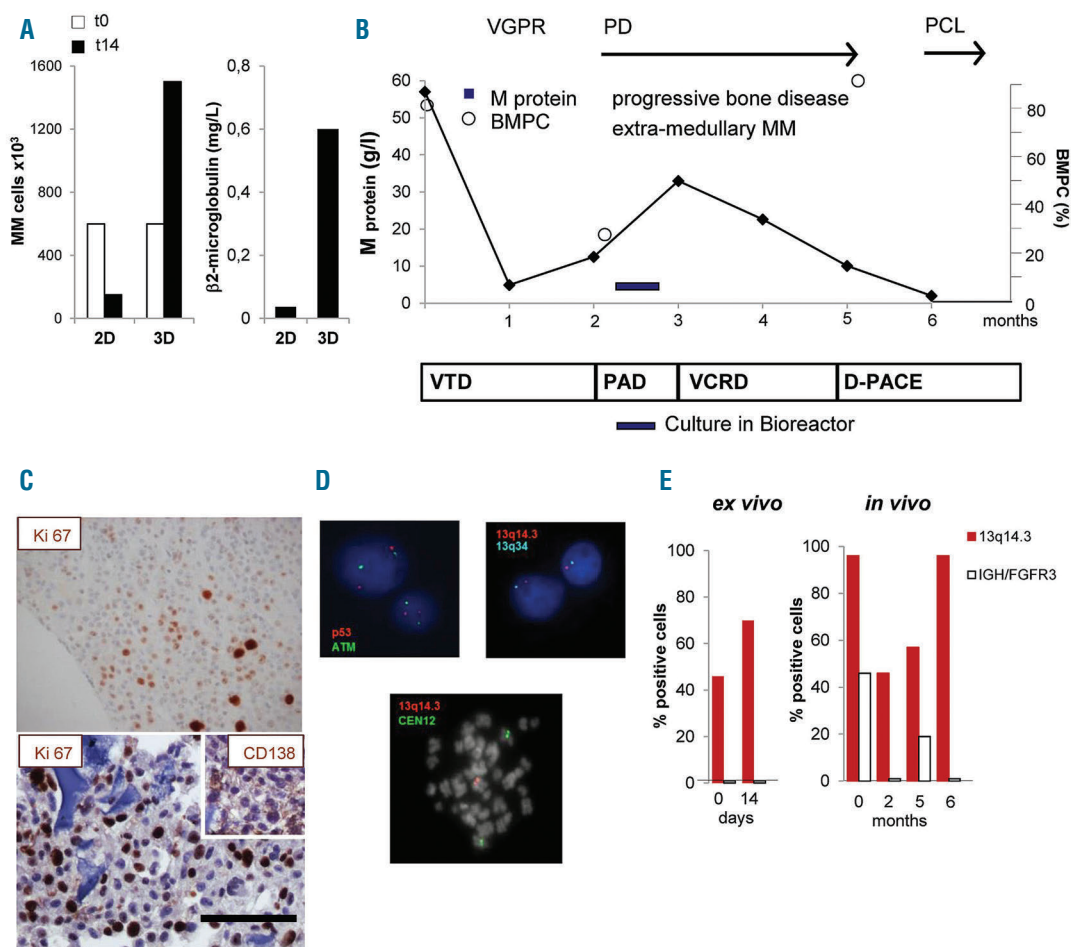 A
t0
t14
MM cells x10³
1600
1200
900
400
0
2D
3D
β2-microglobulin (mg/L)
0,8
0,6
0,4
0,2
0
2D
3D
B
VGPR
PD
PCL
M protein
BMPC
progressive bone disease
extra-medullary MM
M protein (g/l)
60
50
40
30
20
10
0
1
2
3
4
5
6
months
80
60
40
20
0
BMPC (%)
VTD
PAD
VCRD
D-PACE
Culture in Bioreactor
C
Ki 67
Ki 67
CD138
D
p53
ATM
13q14.3
13q34
13q14.3
CEN12
E
ex vivo
in vivo
13q14.3
IGH/FGFR3
% positive cells
100
80
60
40
20
0
0
14
days
% positive cells
100
80
60
40
20
0
0
2
5
6
months